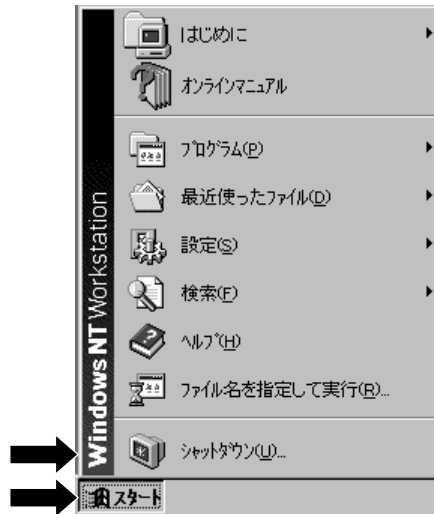 はじめに
オンラインマニュアル
プログラム(P)
最近使ったファイル(D)
設定(S)
検索(F)
ヘルプ(H)
ファイル名を指定して実行(R)...
シャットダウン(U)...
Windows NT Workstation
スタート